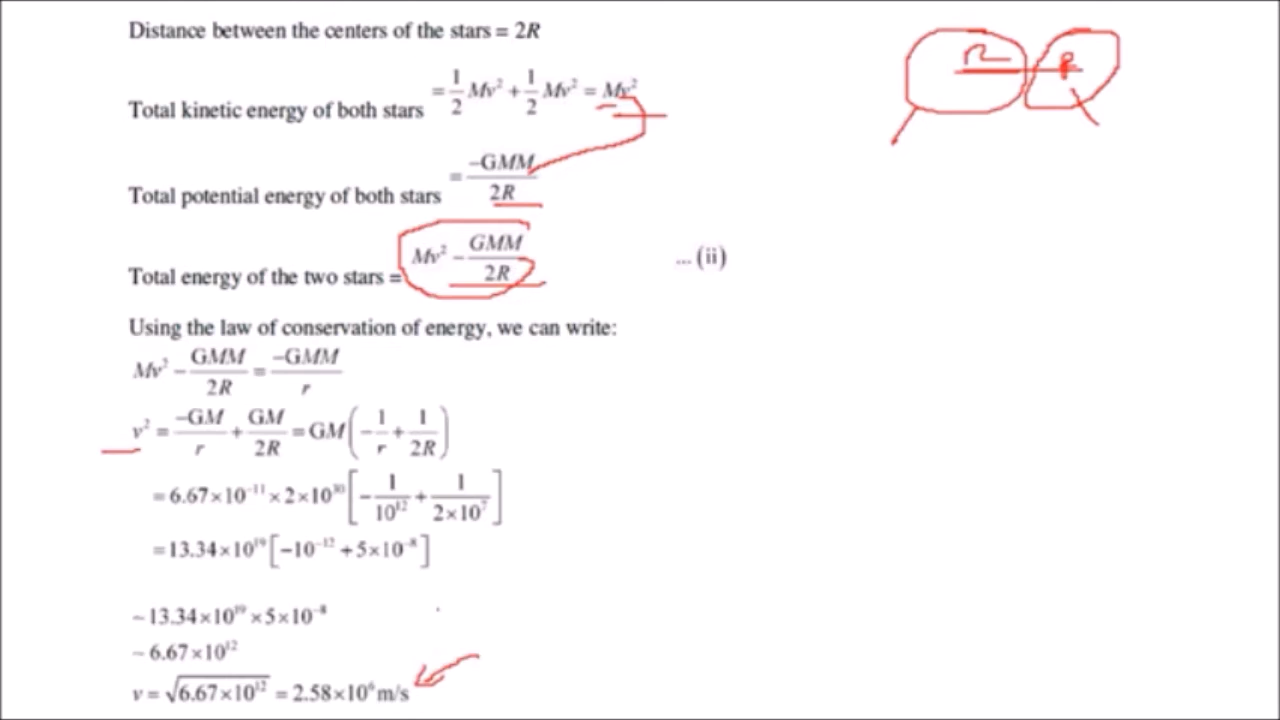 Distance between the centers of the stars = 2R
Total kinetic energy of both stars = 1/2 Mv² + 1/2 Mv² = Mv²
Total potential energy of both stars = −GMM/2R
Total energy of the two stars = Mv² − GMM/2R ... (ii)
Using the law of conservation of energy, we can write:
Mv² − GMM/2R = −GMM/r
v² = −GM/r + GM/2R = GM(−1/r + 1/2R)
= 6.67×10⁻¹¹ × 2×10³⁰[−1/10¹² + 1/2×10⁷]
= 13.34×10¹⁹[−10⁻¹² + 5×10⁻⁸]
~ 13.34×10¹⁹ × 5×10⁻⁸
~ 6.67×10¹²
v = √6.67×10¹² = 2.58×10⁶ m/s